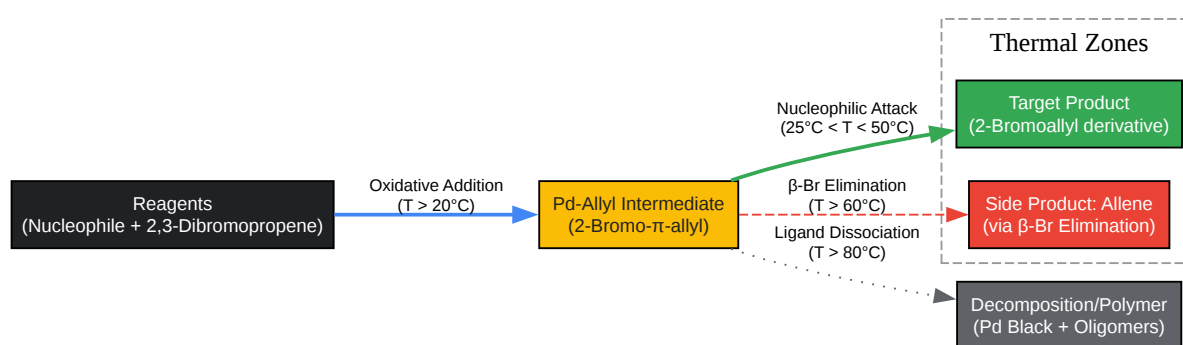 Thermal Zones
Nucleophilic Attack
(25°C < T < 50°C)
Target Product
(2-Bromoallyl derivative)
Reagents
(Nucleophile + 2,3-Dibromopropene)
Oxidative Addition
(T > 20°C)
Pd-Allyl Intermediate
(2-Bromo-π-allyl)
β-Br Elimination
(T > 60°C)
Side Product: Allene
(via β-Br Elimination)
Ligand Dissociation
(T > 80°C)
Decomposition/Polymer
(Pd Black + Oligomers)